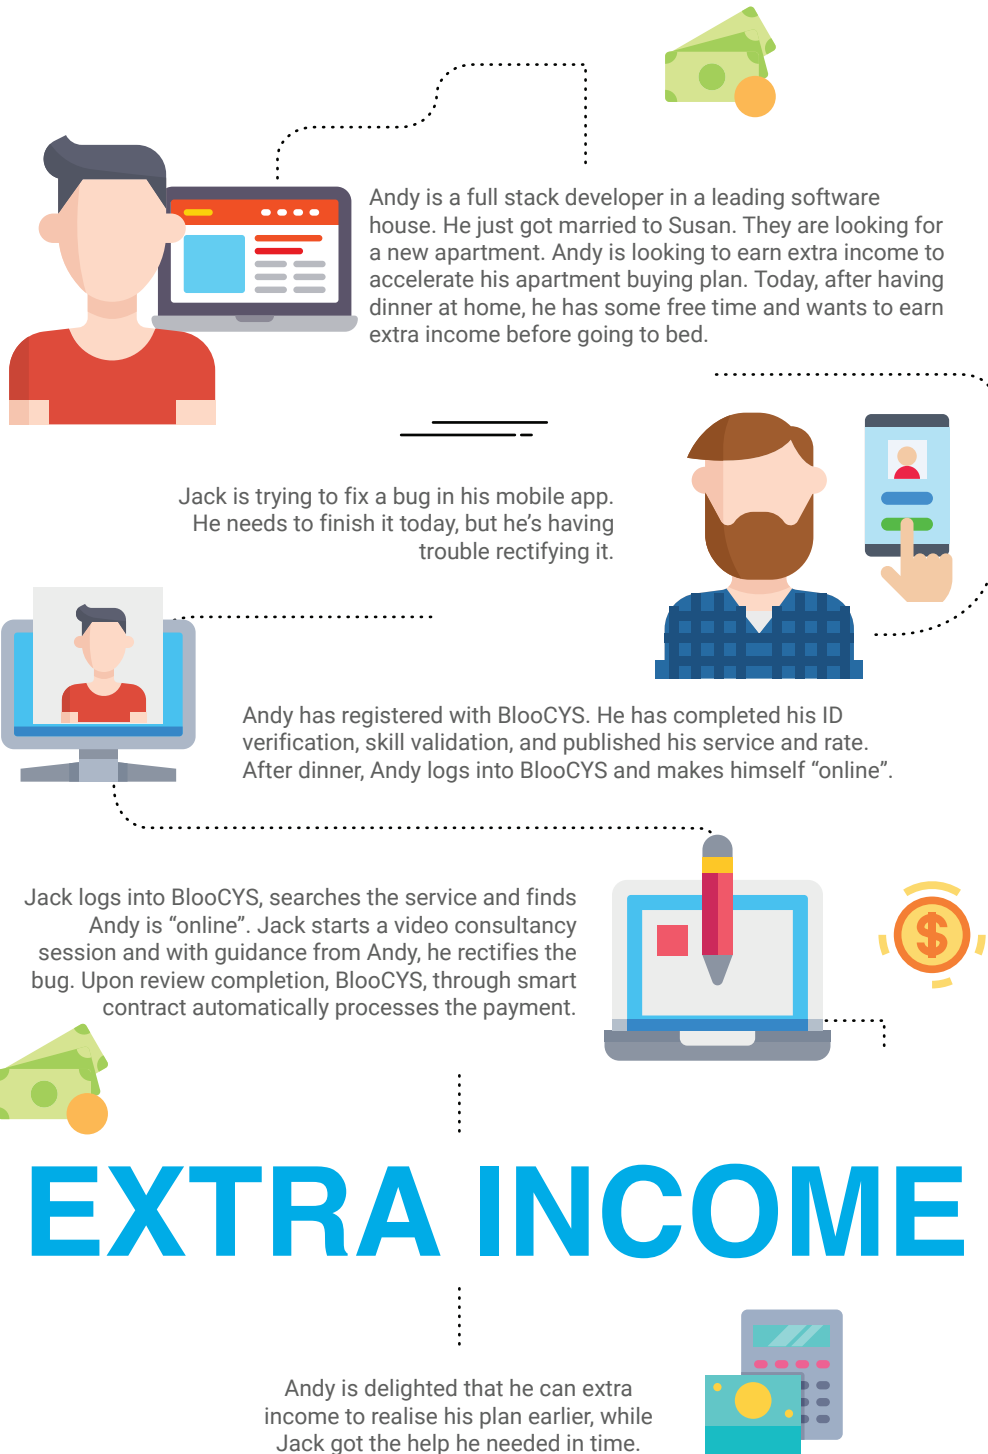 Andy is a full stack developer in a leading software
house. He just got married to Susan. They are looking for
a new apartment. Andy is looking to earn extra income to
accelerate his apartment buying plan. Today, after having
dinner at home, he has some free time and wants to earn
extra income before going to bed.
Jack is trying to fix a bug in his mobile app.
He needs to finish it today, but he’s having
trouble rectifying it.
Andy has registered with BlooCYS. He has completed his ID
verification, skill validation, and published his service and rate.
After dinner, Andy logs into BlooCYS and makes himself “online”.
Jack logs into BlooCYS, searches the service and finds
Andy is “online”. Jack starts a video consultancy
session and with guidance from Andy, he rectifies the
bug. Upon review completion, BlooCYS, through smart
contract automatically processes the payment.
$
EXTRA INCOME
Andy is delighted that he can extra
income to realise his plan earlier, while
Jack got the help he needed in time.